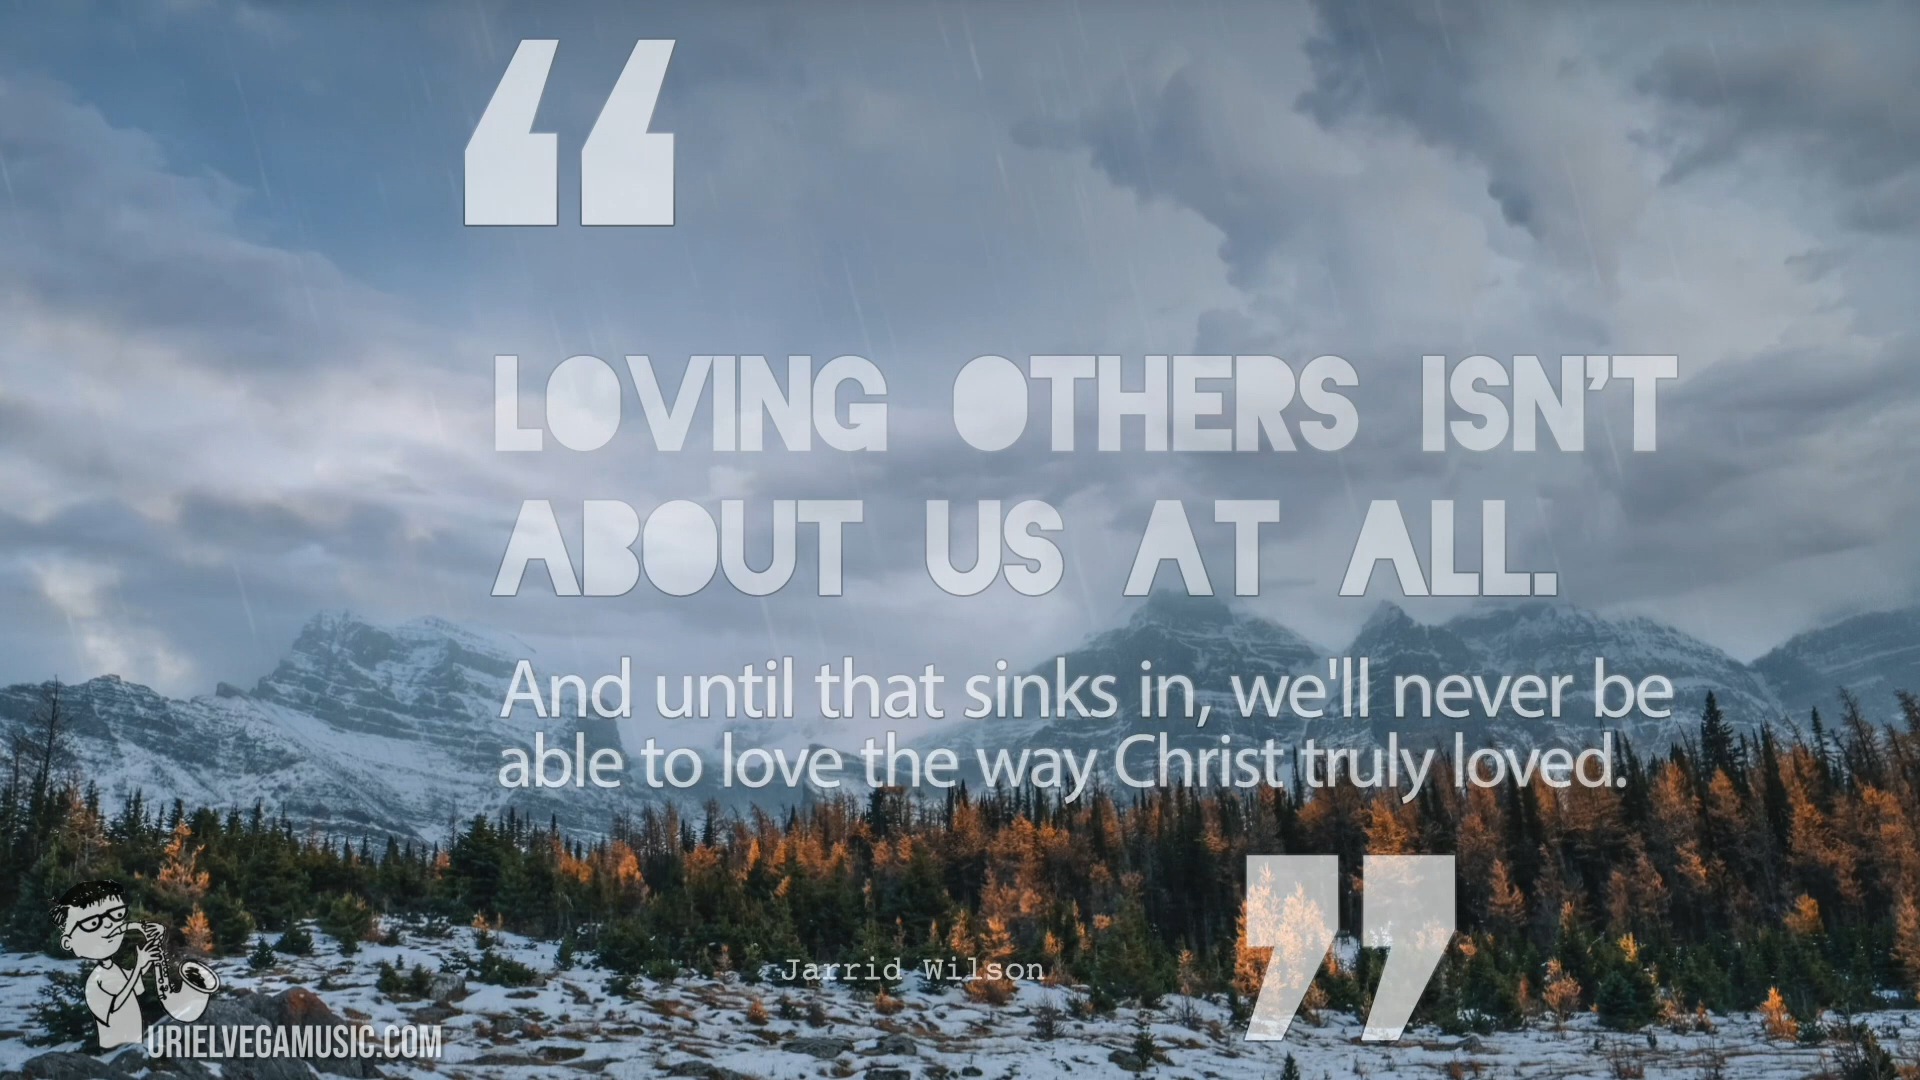 “
LOVING OTHERS ISN’T
ABOUT US AT ALL.
And until that sinks in, we'll never be
able to love the way Christ truly loved.
”
Jarrid Wilson
URIELVEGAMUSIC.COM